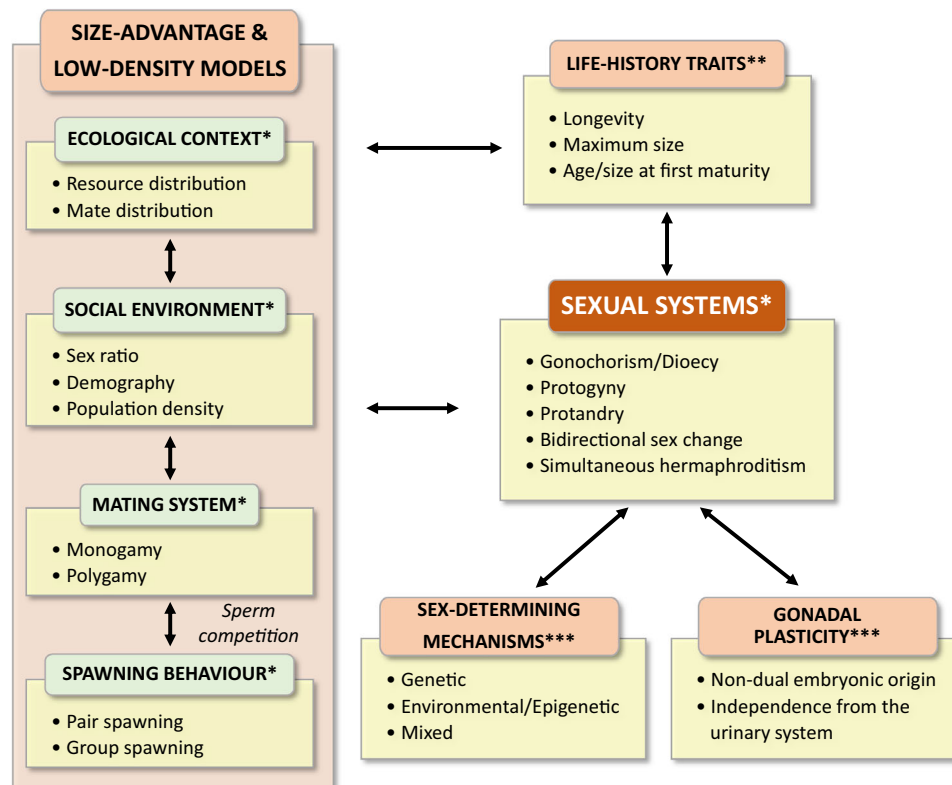 SIZE-ADVANTAGE &
LOW-DENSITY MODELS
ECOLOGICAL CONTEXT*
• Resource distribution
• Mate distribution
SOCIAL ENVIRONMENT*
• Sex ratio
• Demography
• Population density
MATING SYSTEM*
• Monogamy
• Polygamy
Sperm
competition
SPAWNING BEHAVIOUR*
• Pair spawning
• Group spawning
LIFE-HISTORY TRAITS**
• Longevity
• Maximum size
• Age/size at first maturity
SEXUAL SYSTEMS*
• Gonochorism/Dioecy
• Protogyny
• Protandry
• Bidirectional sex change
• Simultaneous hermaphroditism
SEX-DETERMINING
MECHANISMS***
• Genetic
• Environmental/Epigenetic
• Mixed
GONADAL
PLASTICITY***
• Non-dual embryonic origin
• Independence from the
urinary system